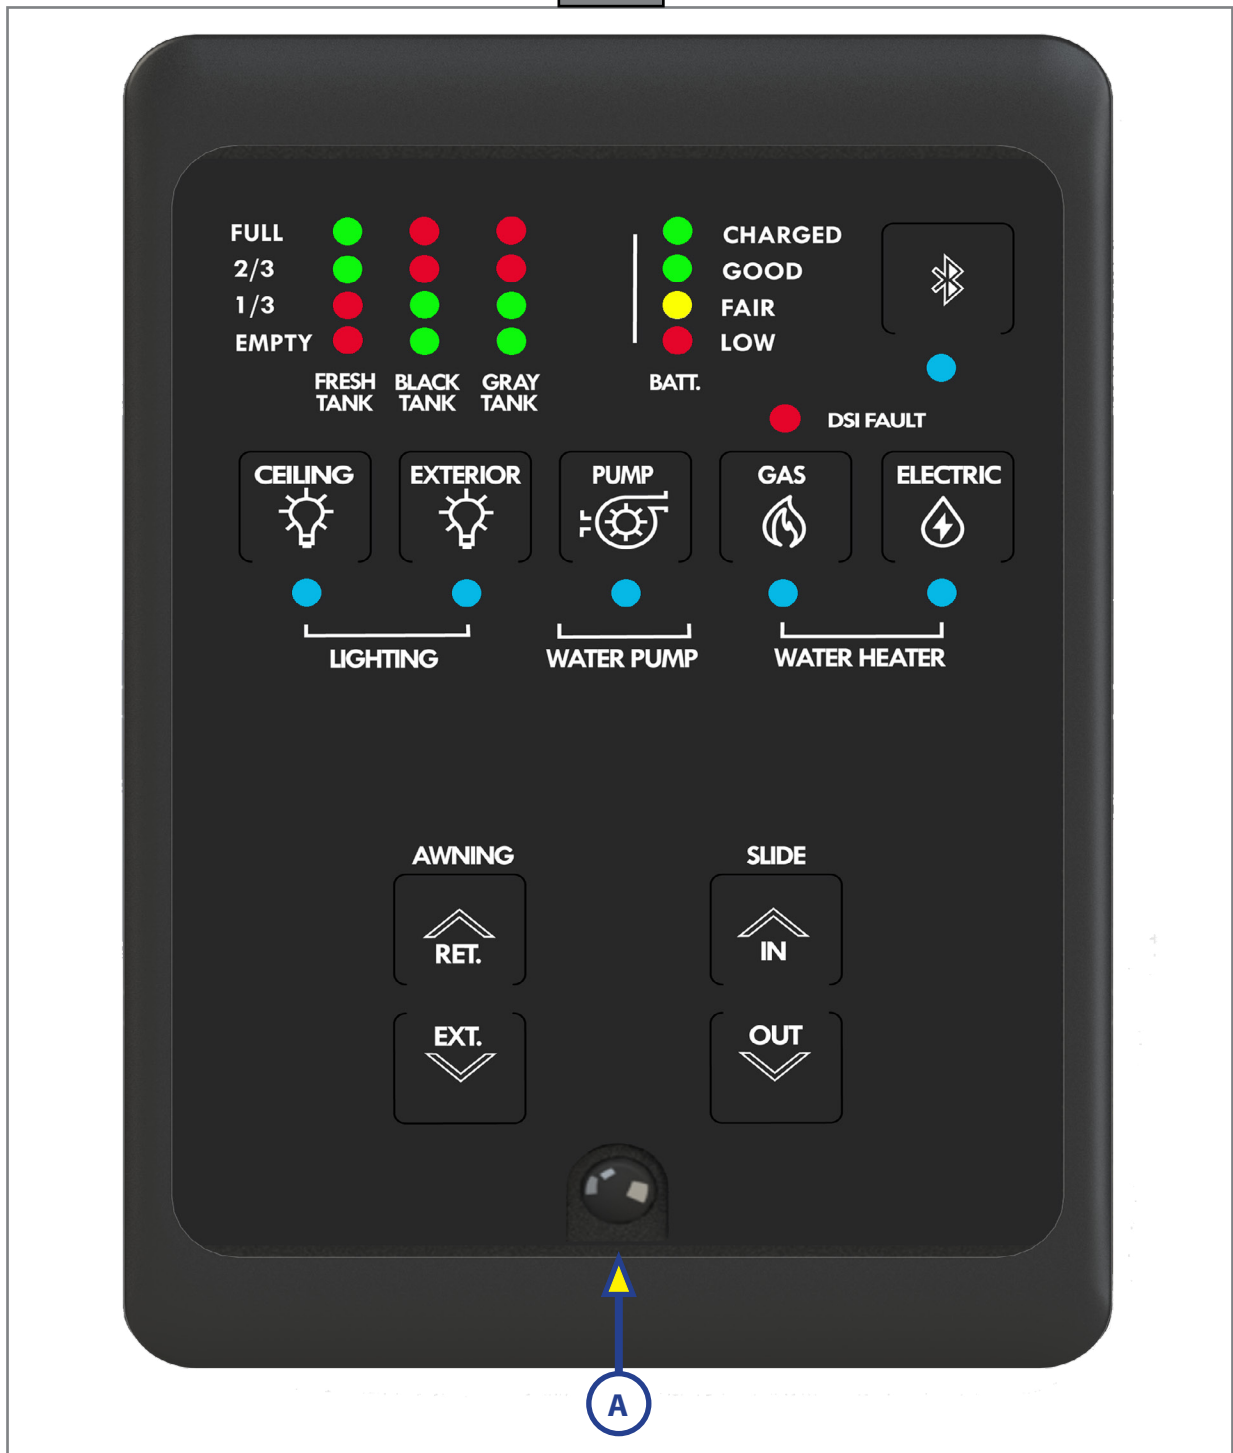 FULL
2/3
1/3
EMPTY
FRESH TANK
BLACK TANK
GRAY TANK
CHARGED
GOOD
FAIR
LOW
BATT.
DSI FAULT
CEILING
EXTERIOR
PUMP
GAS
ELECTRIC
LIGHTING
WATER PUMP
WATER HEATER
AWNING
SLIDE
RET.
IN
EXT.
OUT
A